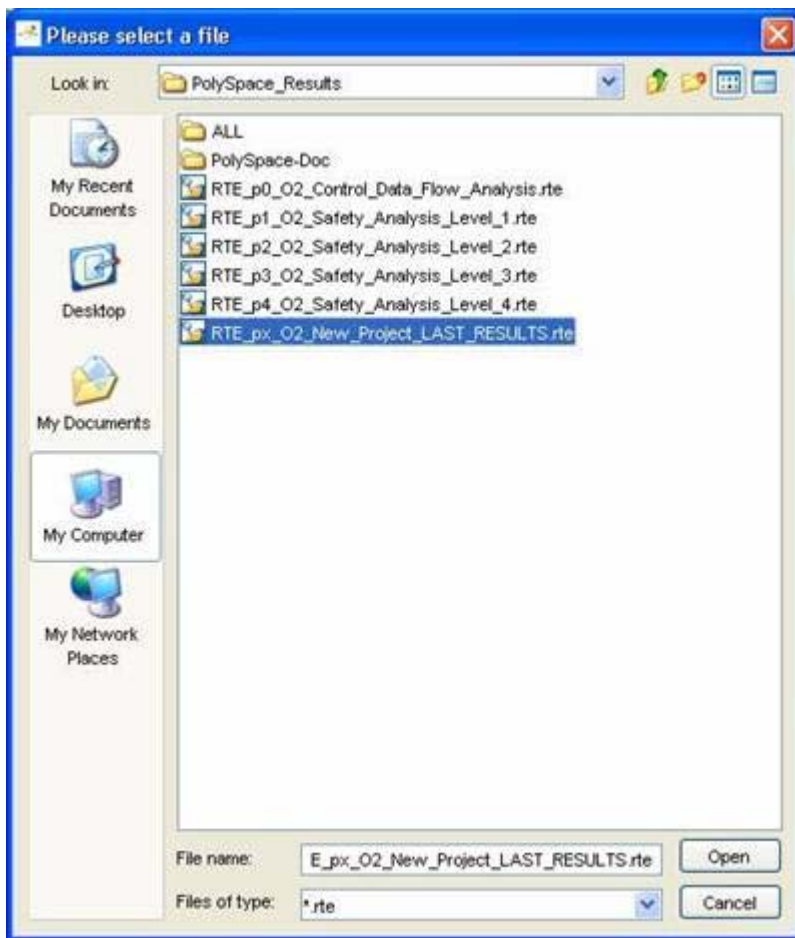 Please select a file
Look in:
PolySpace_Results
My Recent
Documents
Desktop
My Documents
My Computer
My Network
Places
ALL
PolySpace-Doc
RTE_p0_O2_Control_Data_Flow_Analysis.rte
RTE_p1_O2_Safety_Analysis_Level_1.rte
RTE_p2_O2_Safety_Analysis_Level_2.rte
RTE_p3_O2_Safety_Analysis_Level_3.rte
RTE_p4_O2_Safety_Analysis_Level_4.rte
RTE_px_O2_New_Project_LAST_RESULTS.rte
File name:
E_px_O2_New_Project_LAST_RESULTS.rte
Open
Files of type:
*.rte
Cancel